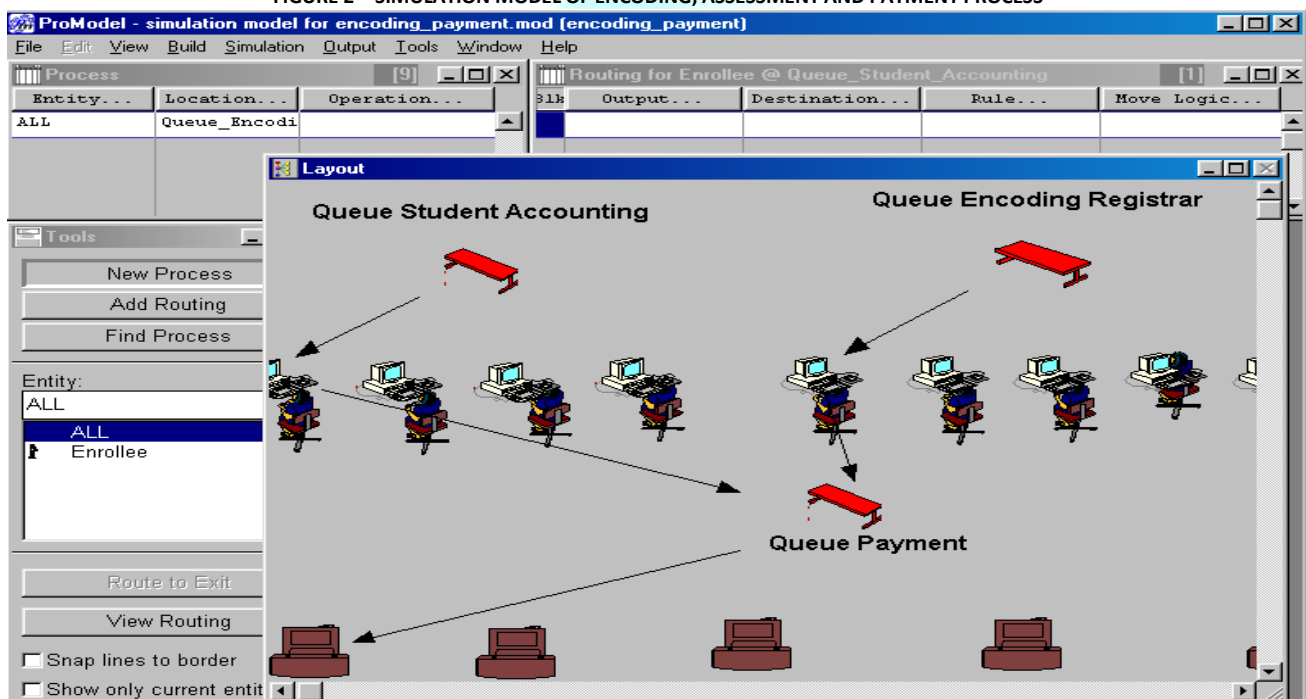 FIGURE 2 – SIMULATION MODEL OF ENCODING, ASSESSMENT AND PAYMENT PROCESS
ProModel - simulation model for encoding_payment.mod (encoding_payment)
File Edit View Build Simulation Output Tools Window Help
Process [9]
Entity... Location... Operation...
ALL Queue_Encodi
Routing for Enrollee @ Queue_Student_Accounting [1]
Blk Output... Destination... Rule... Move Logic...
Layout
Queue Student Accounting
Queue Encoding Registrar
Queue Payment
Tools
New Process
Add Routing
Find Process
Entity:
ALL
ALL
Enrollee
Route to Exit
View Routing
Snap lines to border
Show only current entit